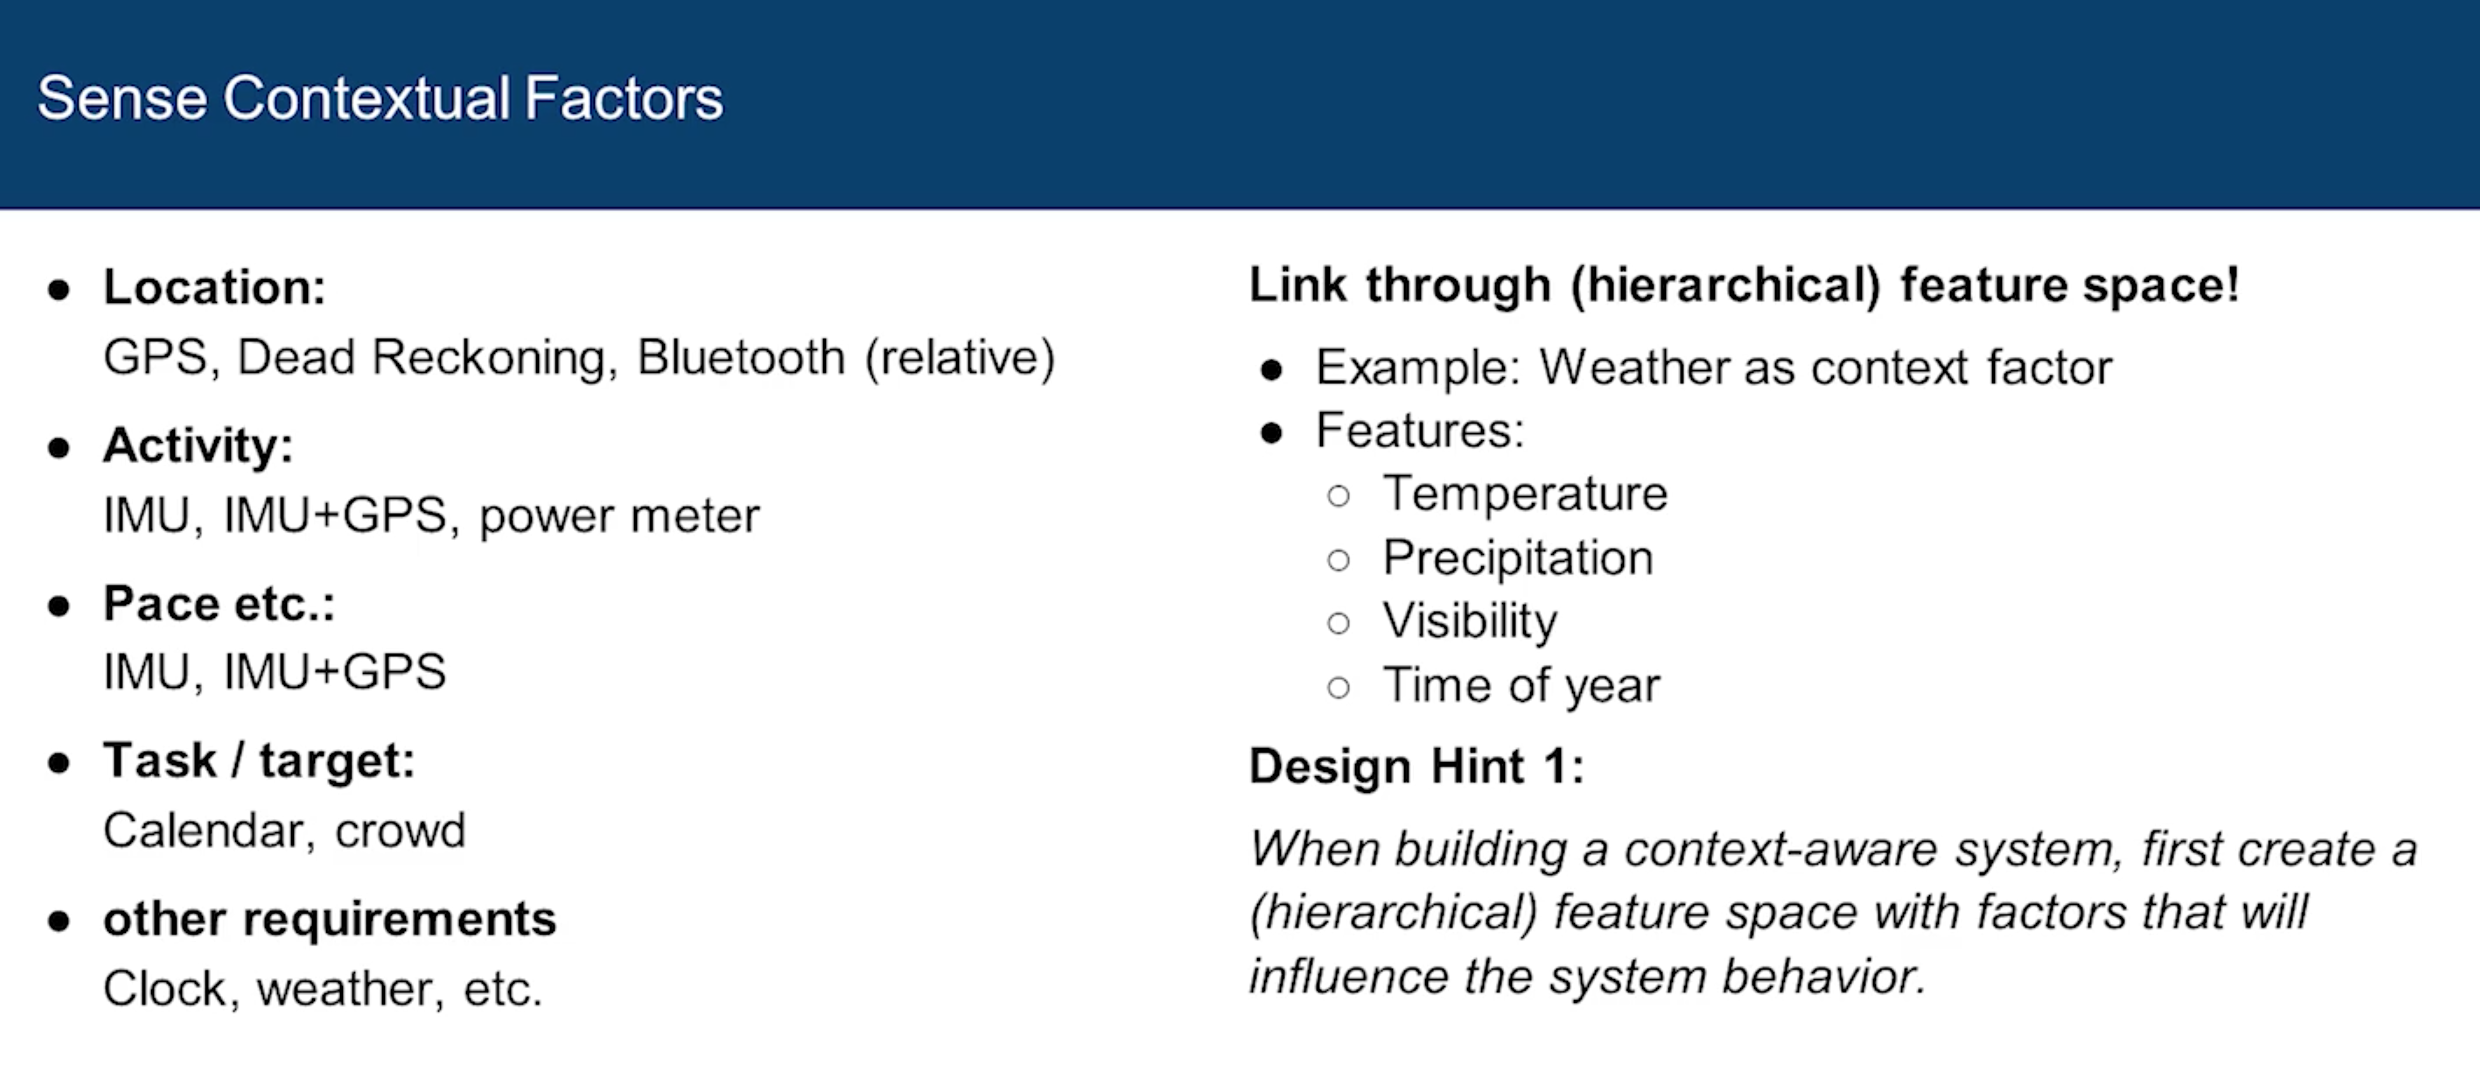 Sense Contextual Factors
● Location:
GPS, Dead Reckoning, Bluetooth (relative)
● Activity:
IMU, IMU+GPS, power meter
● Pace etc.:
IMU, IMU+GPS
● Task / target:
Calendar, crowd
● other requirements
Clock, weather, etc.
Link through (hierarchical) feature space!
● Example: Weather as context factor
● Features:
○ Temperature
○ Precipitation
○ Visibility
○ Time of year
Design Hint 1:
When building a context-aware system, first create a
(hierarchical) feature space with factors that will
influence the system behavior.